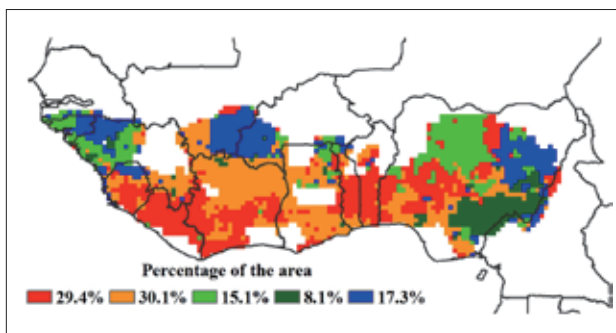 Percentage of the area
29.4% 30.1% 15.1% 8.1% 17.3%